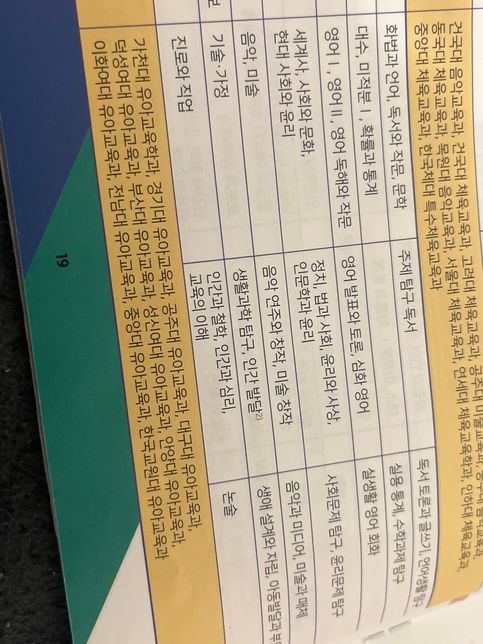 건국대 음악교육과, 건국대 체육교육과, 고려대 체육교육과, 공주대 미술교육과,
동국대 체육교육과, 목원대 음악교육과, 서울대 체육교육과, 연세대 체육교육학과, 인하대 체육교육과,
중앙대 체육교육과, 한국체대 특수체육교육과
화법과 언어, 독서와 작문, 문학
주제 탐구 독서
독서 토론과 글쓰기, 언어생활 탐구
대수, 미적분Ⅰ, 확률과 통계
실용 통계, 수학과제 탐구
영어Ⅰ, 영어Ⅱ, 영어 독해와 작문
영어 발표와 토론, 심화 영어
실생활 영어 회화
세계사, 사회와 문화,
현대 사회와 윤리
정치, 법과 사회, 윤리와 사상,
인문학과 윤리
사회문제 탐구, 윤리문제 탐구
음악, 미술
음악 연주와 창작, 미술 창작
음악과 미디어, 미술과 매체
기술·가정
생활과학 탐구, 인간 발달2)
생애 설계와 자립, 아동발달과 부
진로와 직업
인간과 철학, 인간과 심리,
교육의 이해
논술
가천대 유아교육학과, 경기대 유아교육과, 공주대 유아교육과, 대구대 유아교육과,
덕성여대 유아교육과, 부산대 유아교육과, 성신여대 유아교육과, 안양대 유아교육과,
이화여대 유아교육과, 전남대 유아교육과, 중앙대 유아교육과, 한국교원대 유아교육과
19